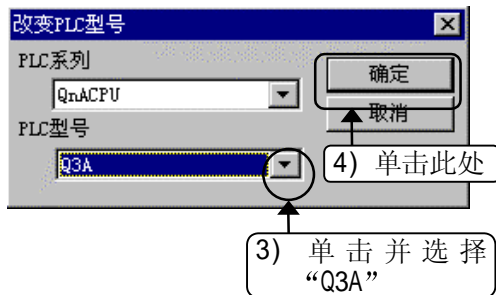 改变PLC型号
PLC系列
QnACPU
确定
取消
PLC型号
Q3A
4) 单击此处
3) 单击并选择
“Q3A”